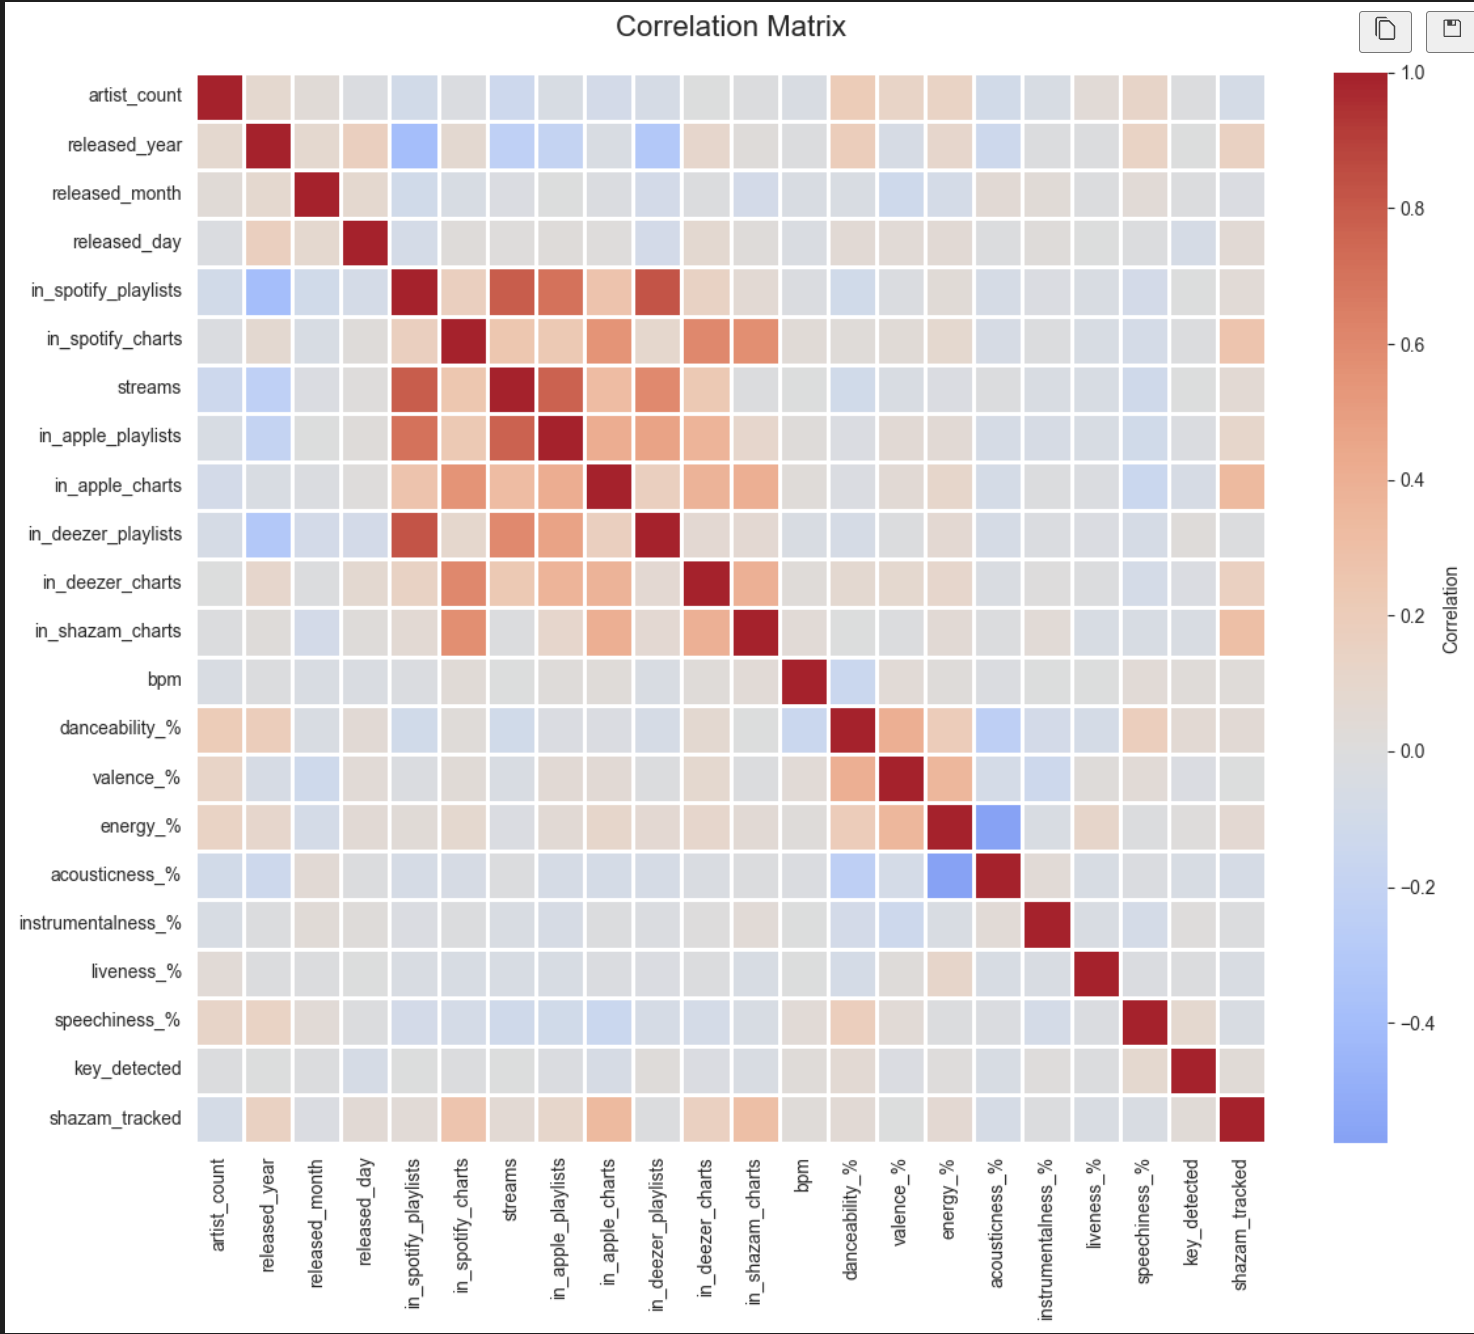 Correlation Matrix
artist_count
released_year
released_month
released_day
in_spotify_playlists
in_spotify_charts
streams
in_apple_playlists
in_apple_charts
in_deezer_playlists
in_deezer_charts
in_shazam_charts
bpm
danceability_%
valence_%
energy_%
acousticness_%
instrumentalness_%
liveness_%
speechiness_%
key_detected
shazam_tracked
artist_count
released_year
released_month
released_day
in_spotify_playlists
in_spotify_charts
streams
in_apple_playlists
in_apple_charts
in_deezer_playlists
in_deezer_charts
in_shazam_charts
bpm
danceability_%
valence_%
energy_%
acousticness_%
instrumentalness_%
liveness_%
speechiness_%
key_detected
shazam_tracked
1.0
0.8
0.6
0.4
0.2
0.0
−0.2
−0.4
Correlation